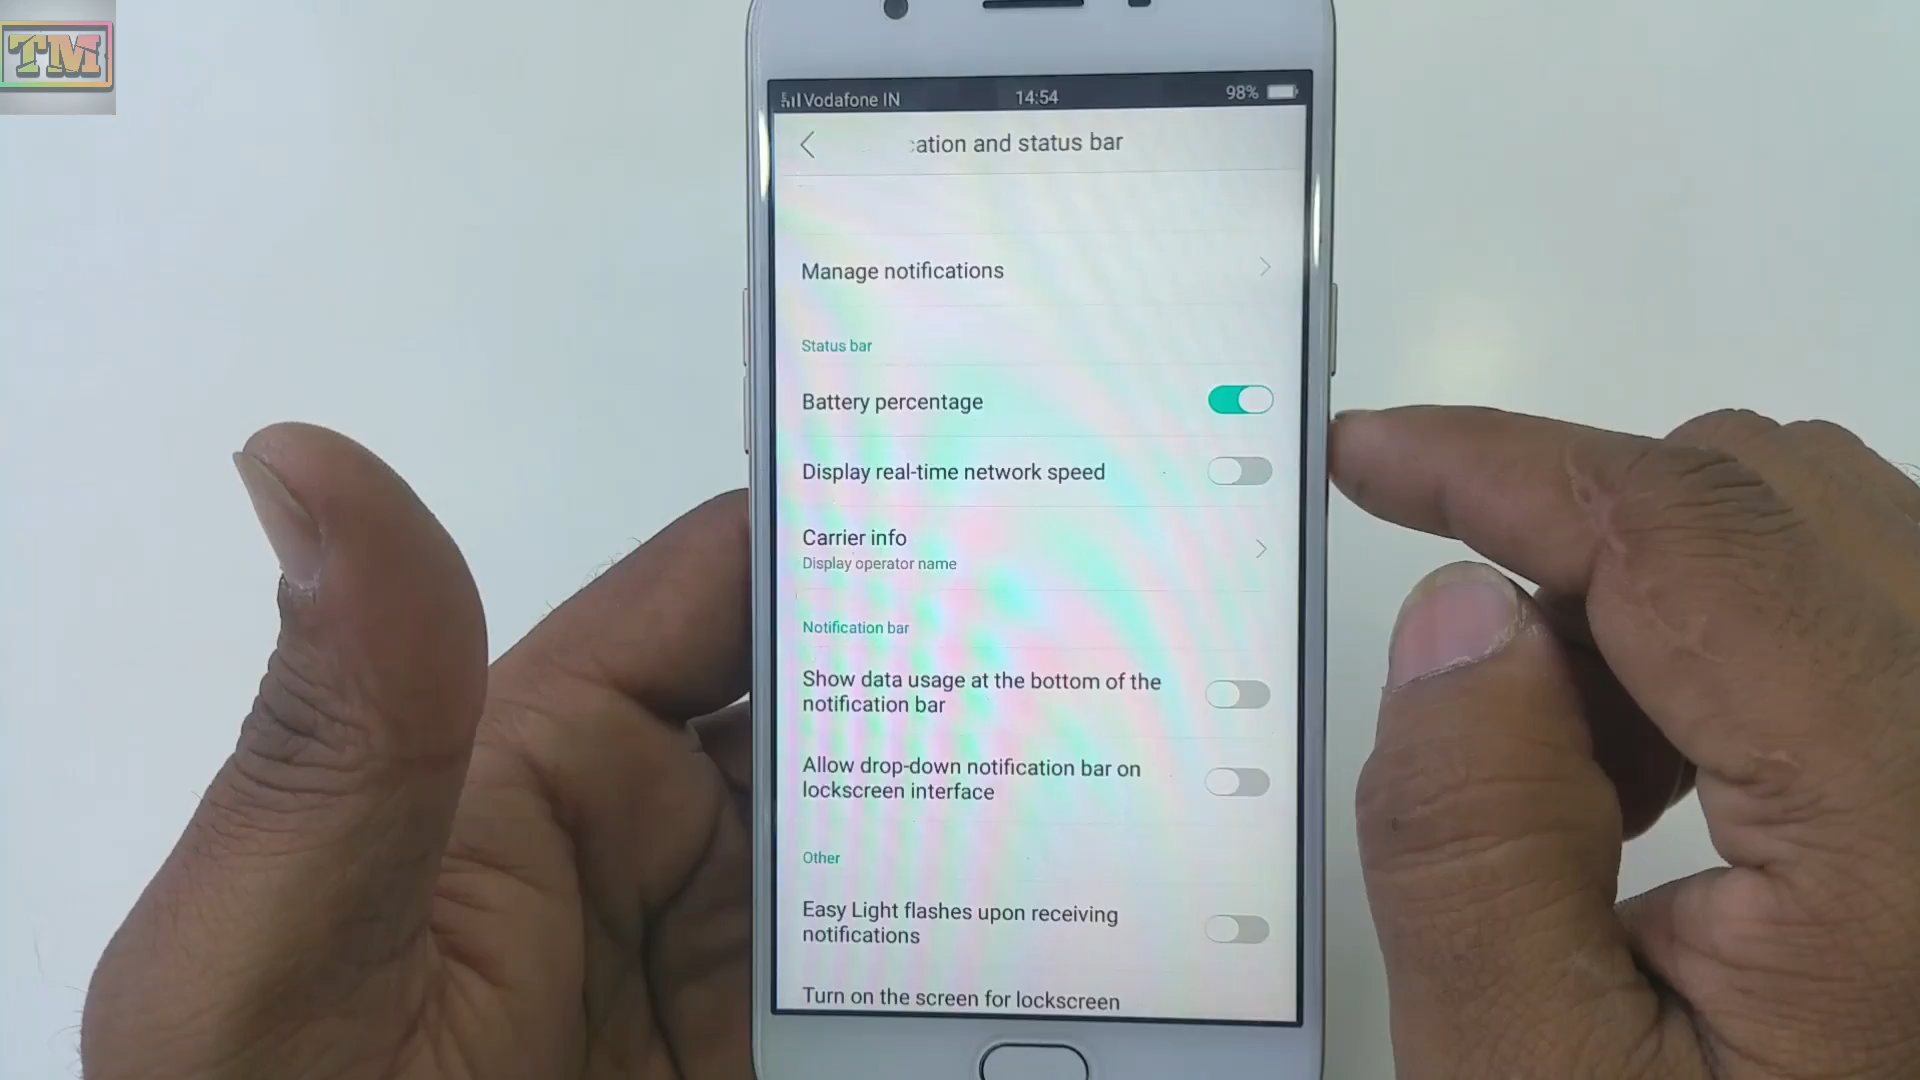 TM
Vodafone IN
14:54
98%
ation and status bar
Manage notifications
Status bar
Battery percentage
Display real-time network speed
Carrier info
Display operator name
Notification bar
Show data usage at the bottom of the
notification bar
Allow drop-down notification bar on
lockscreen interface
Other
Easy Light flashes upon receiving
notifications
Turn on the screen for lockscreen